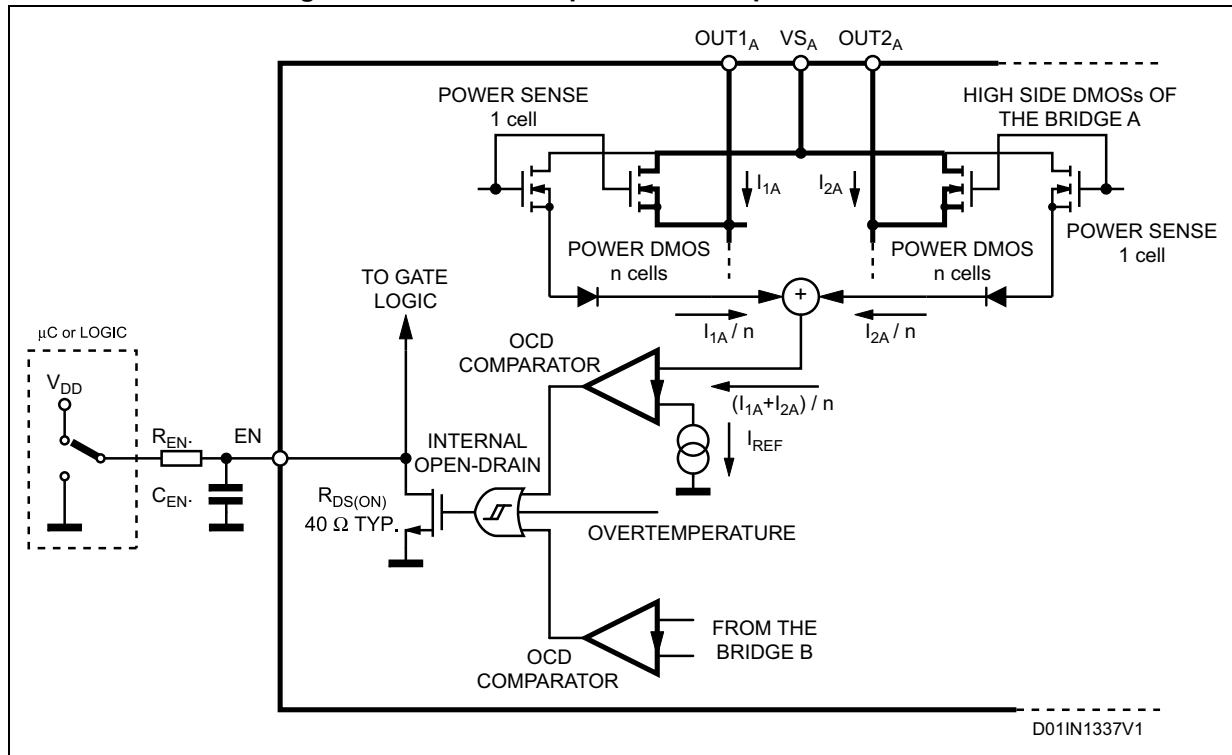 OUT1A VSA OUT2A
POWER SENSE
1 cell
HIGH SIDE DMOSs OF
THE BRIDGE A
I1A I2A
POWER DMOS
n cells
POWER DMOS
n cells
POWER SENSE
1 cell
TO GATE
LOGIC
+
I1A / n I2A / n
μC or LOGIC
OCD
COMPARATOR
VDD
(I1A+I2A) / n
IREF
REN. EN
INTERNAL
OPEN-DRAIN
CEN.
RDS(ON)
40 Ω TYP.
OVERTEMPERATURE
FROM THE
BRIDGE B
OCD
COMPARATOR
D01IN1337V1